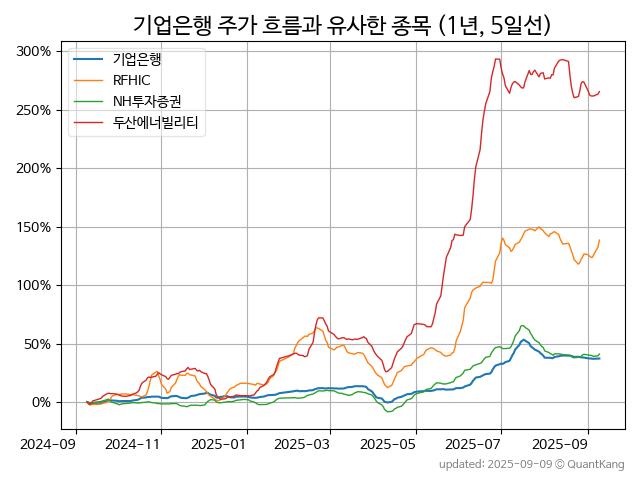 기업은행 주가 흐름과 유사한 종목 (1년, 5일선)
기업은행
RFHIC
NH투자증권
두산에너빌리티
300%
250%
200%
150%
100%
50%
0%
2024-09 2024-11 2025-01 2025-03 2025-05 2025-07 2025-09
updated: 2025-09-09 © QuantKang